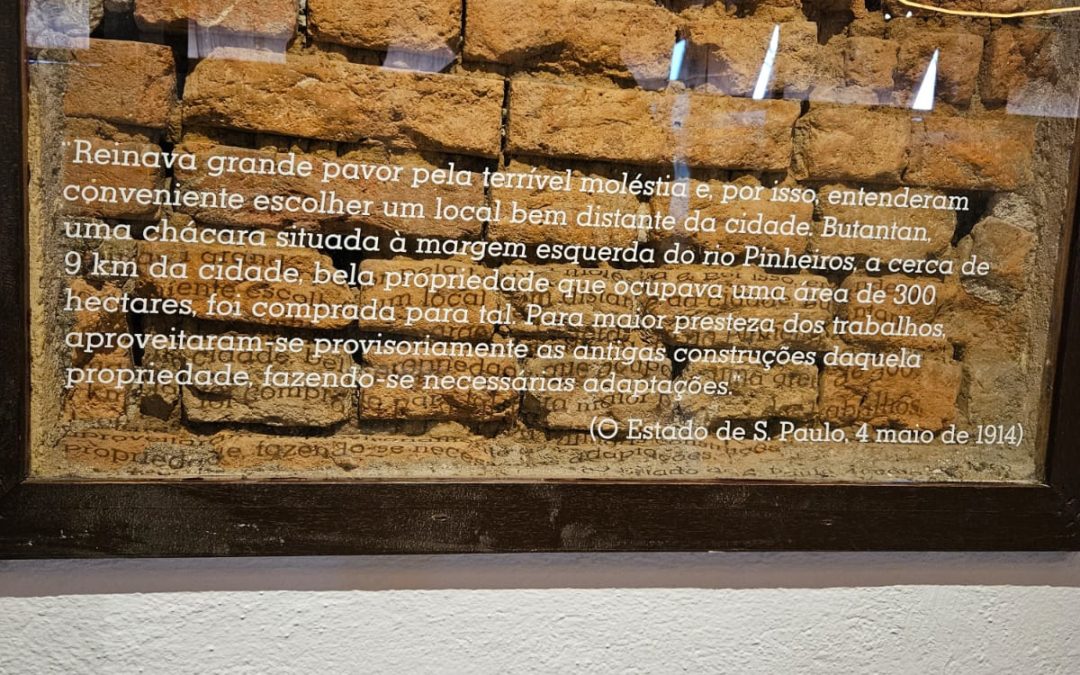 "Reinava grande pavor pela terrível moléstia e, por isso, entenderam
conveniente escolher um local bem distante da cidade. Butantan,
uma chácara situada à margem esquerda do rio Pinheiros, a cerca de
9 km da cidade, bela propriedade que ocupava uma área de 300
hectares, foi comprada para tal. Para maior presteza dos trabalhos,
aproveitaram-se provisoriamente as antigas construções daquela
propriedade, fazendo-se necessárias adaptações."
(O Estado de S. Paulo, 4 maio de 1914)